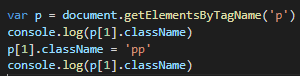 var p = document.getElementsByTagName('p')
console.log(p[1].className)
p[1].className = 'pp'
console.log(p[1].className)